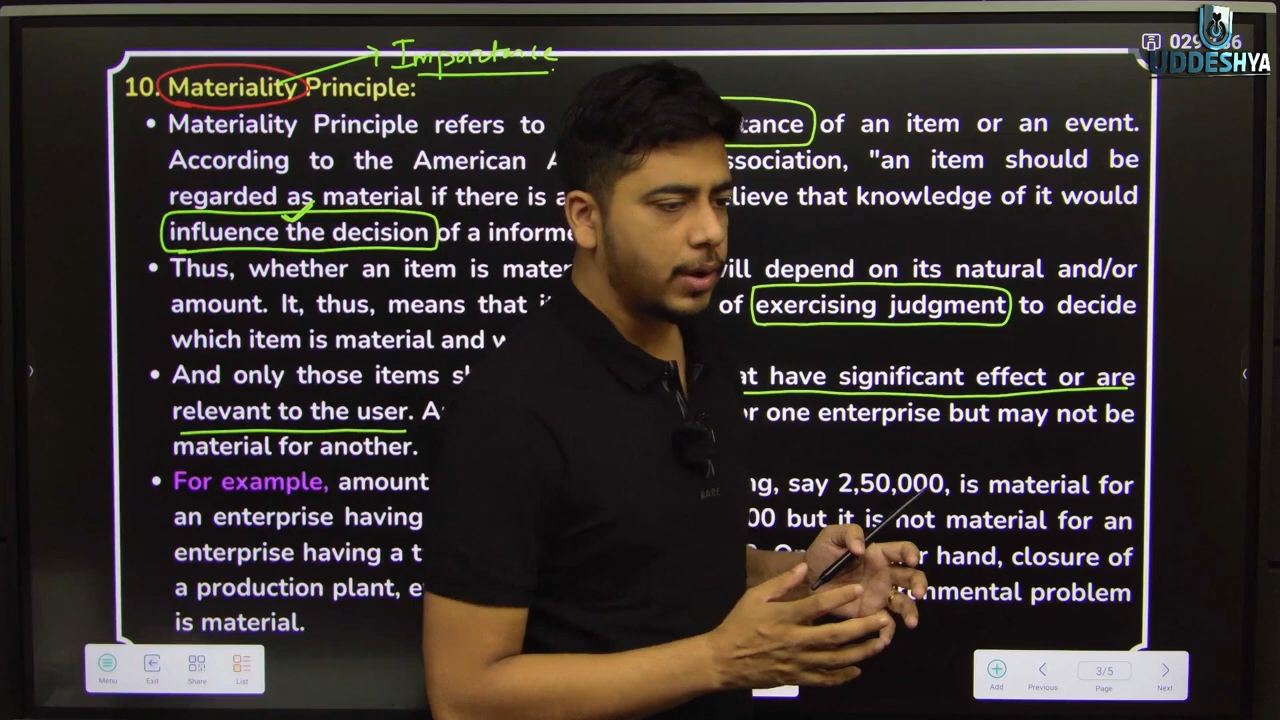 Importance
UDDESHYA
10. Materiality Principle:
• Materiality Principle refers to tance of an item or an event.
According to the American A ssociation, "an item should be
regarded as material if there is a lieve that knowledge of it would
influence the decision of a informe
• Thus, whether an item is mater ill depend on its natural and/or
amount. It, thus, means that i of exercising judgment to decide
which item is material and w
• And only those items sh at have significant effect or are
relevant to the user. A or one enterprise but may not be
material for another.
• For example, amount ng, say 2,50,000, is material for
an enterprise having 00 but it is not material for an
enterprise having a t r hand, closure of
a production plant, e ronmental problem
is material.
Menu Exit Share List
Add Previous 3/5 Page Next
RARE